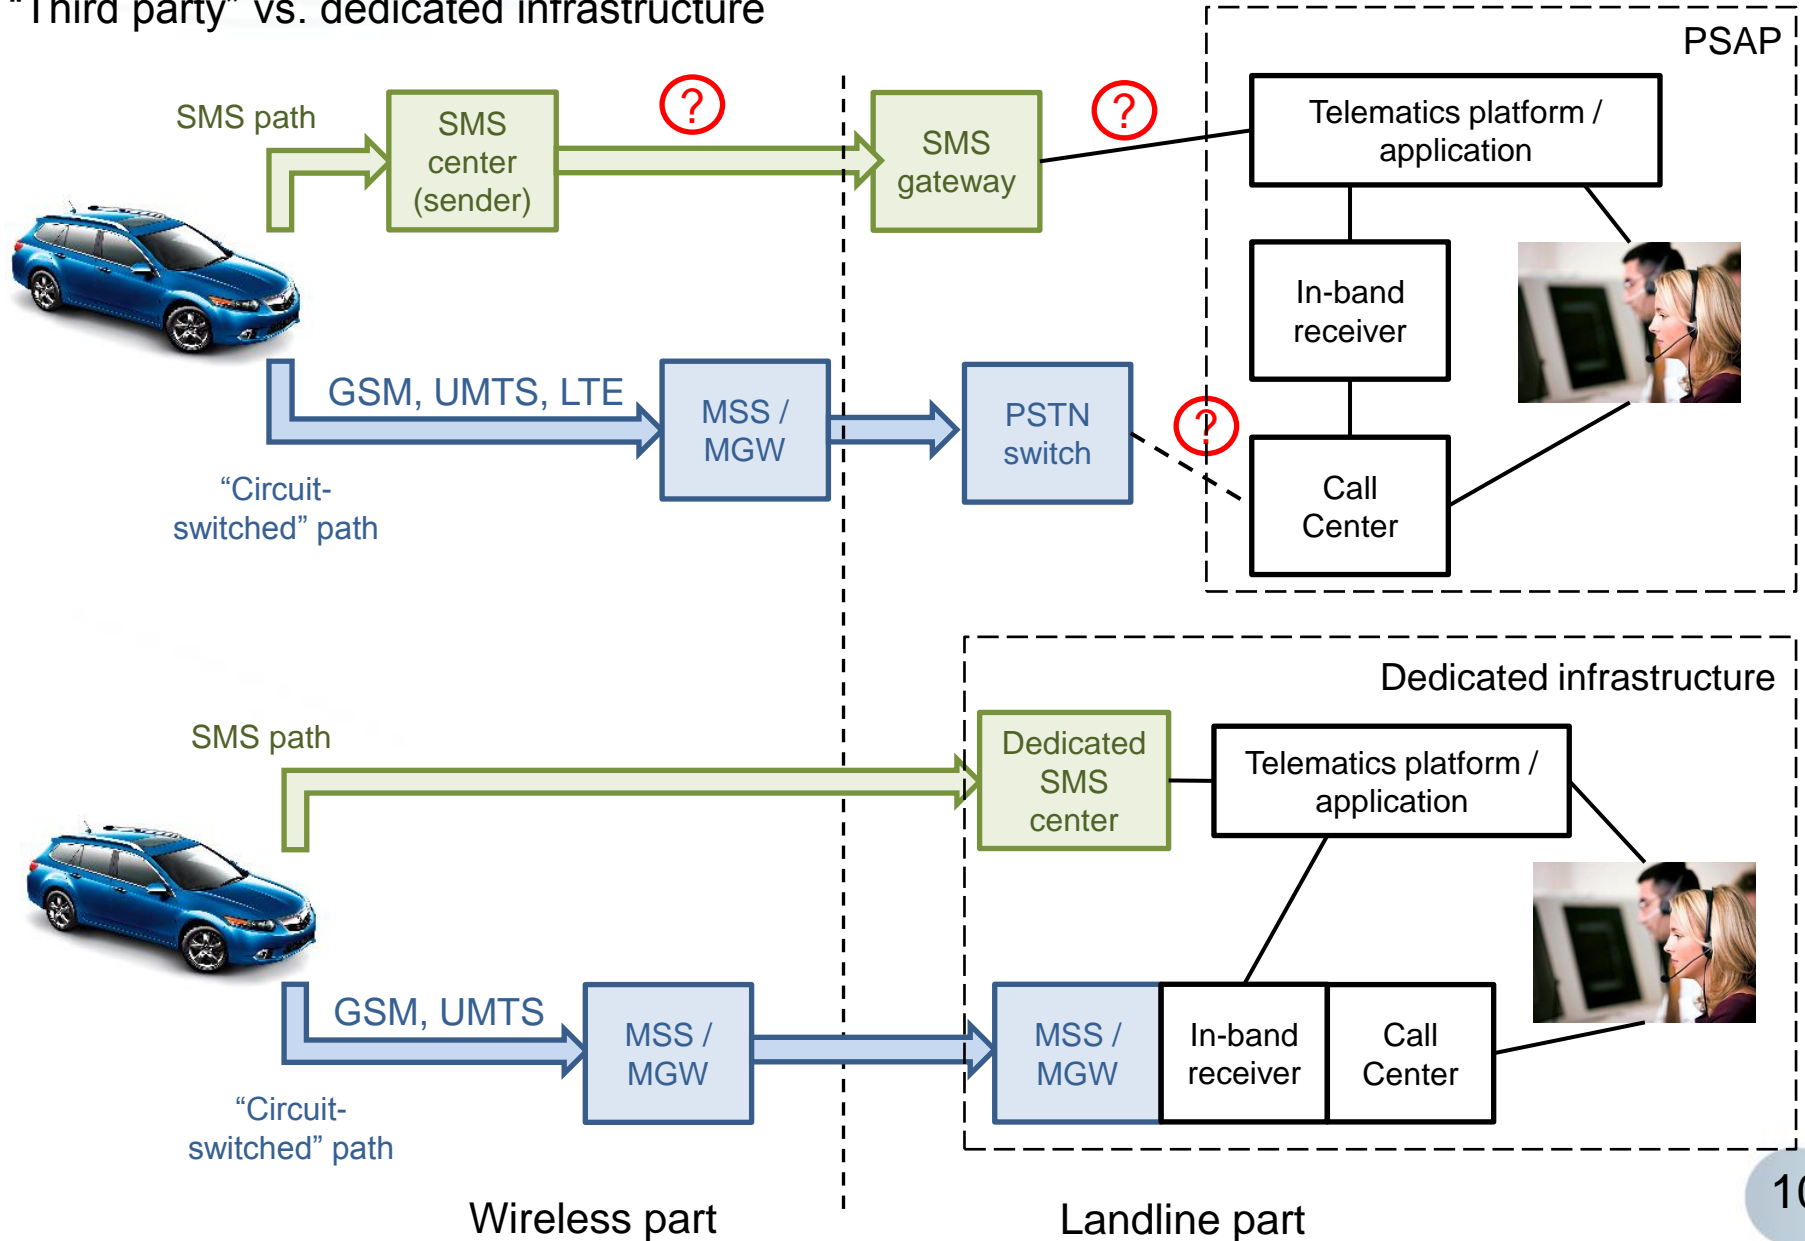 "Third party" vs. dedicated infrastructure
PSAP
SMS path
SMS
center
(sender)
?
SMS
gateway
?
Telematics platform /
application
In-band
receiver
GSM, UMTS, LTE
MSS /
MGW
PSTN
switch
?
Call
Center
“Circuit-
switched” path
Dedicated infrastructure
SMS path
Dedicated
SMS
center
Telematics platform /
application
GSM, UMTS
MSS /
MGW
MSS /
MGW
In-band
receiver
Call
Center
“Circuit-
switched” path
Wireless part
Landline part
10